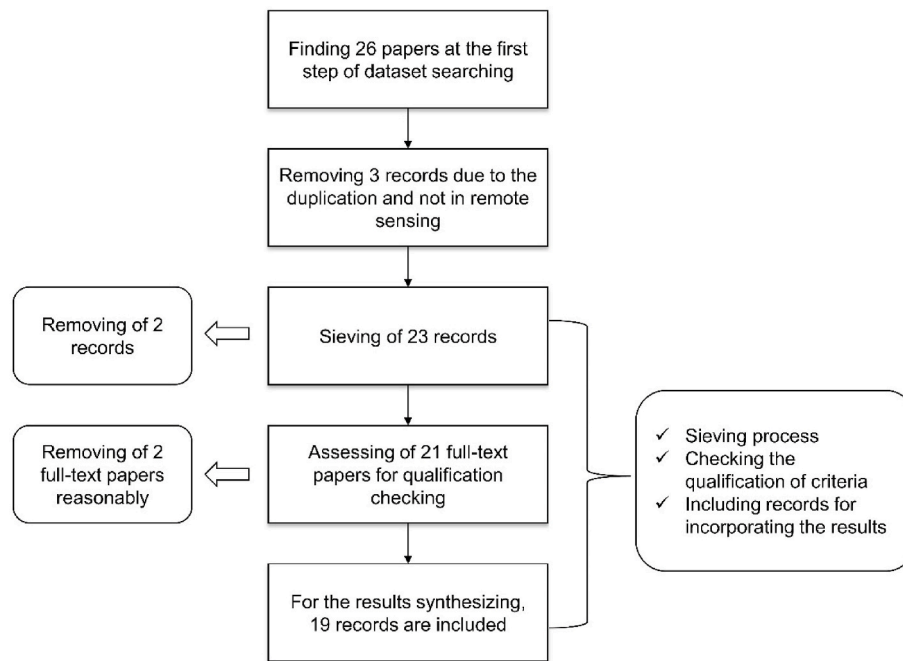 Finding 26 papers at the first
step of dataset searching
Removing 3 records due to the
duplication and not in remote
sensing
Removing of 2
records
Sieving of 23 records
Removing of 2
full-text papers
reasonably
Assessing of 21 full-text
papers for qualification
checking
✓ Sieving process
✓ Checking the
qualification of criteria
✓ Including records for
incorporating the results
For the results synthesizing,
19 records are included